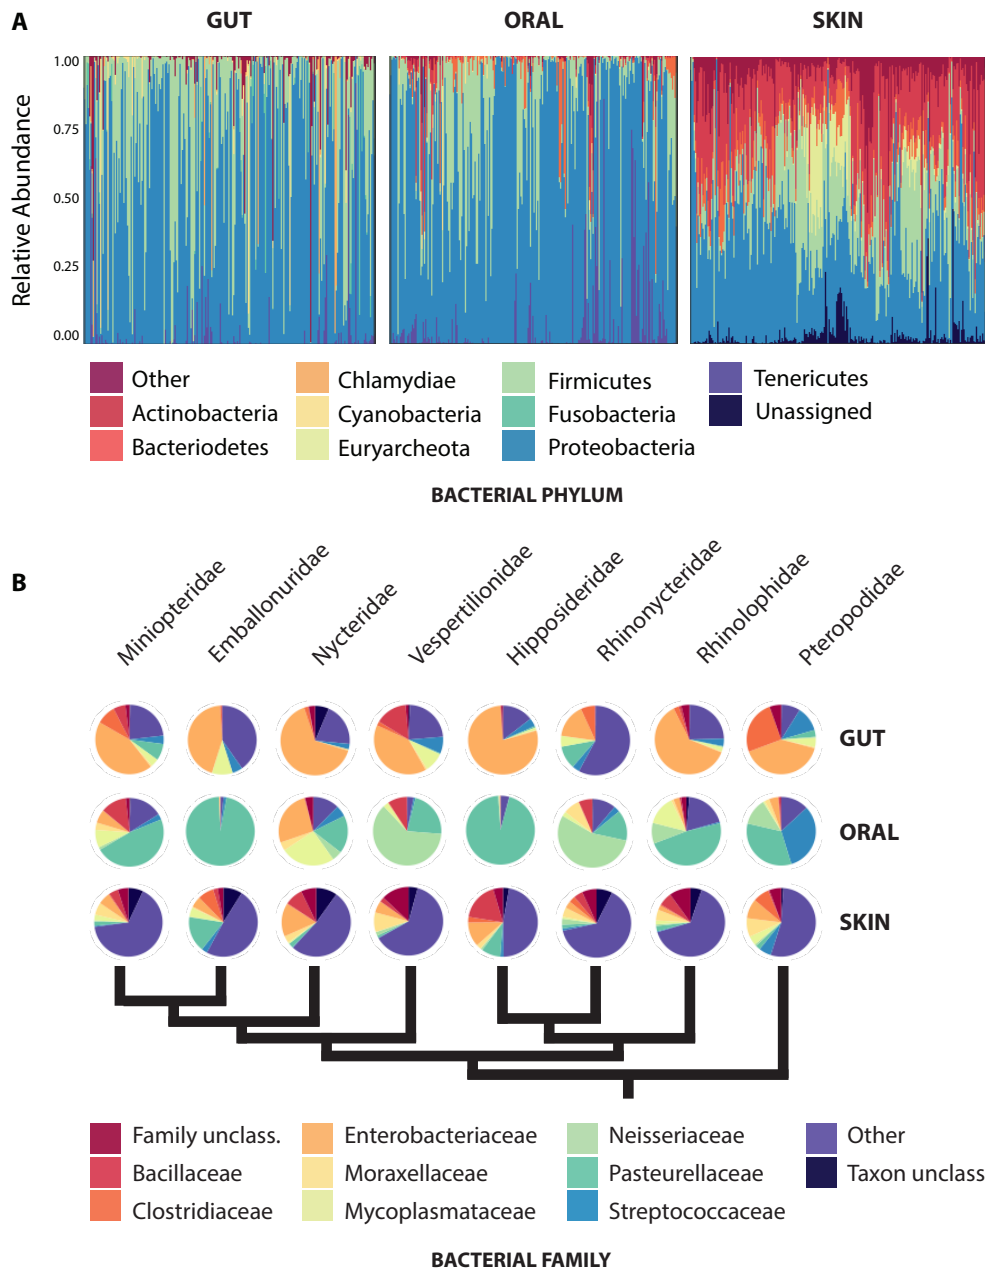 A
GUT
ORAL
SKIN
Relative Abundance
1.00
0.75
0.50
0.25
0.00
Other
Chlamydiae
Firmicutes
Tenericutes
Actinobacteria
Cyanobacteria
Fusobacteria
Unassigned
Bacteriodetes
Euryarcheota
Proteobacteria
BACTERIAL PHYLUM
B
Miniopteridae
Emballonuridae
Nycteridae
Vespertilionidae
Hipposideridae
Rhinonycteridae
Rhinolophidae
Pteropodidae
GUT
ORAL
SKIN
Family unclass.
Enterobacteriaceae
Neisseriaceae
Other
Bacillaceae
Moraxellaceae
Pasteurellaceae
Taxon unclass
Clostridiaceae
Mycoplasmataceae
Streptococcaceae
BACTERIAL FAMILY